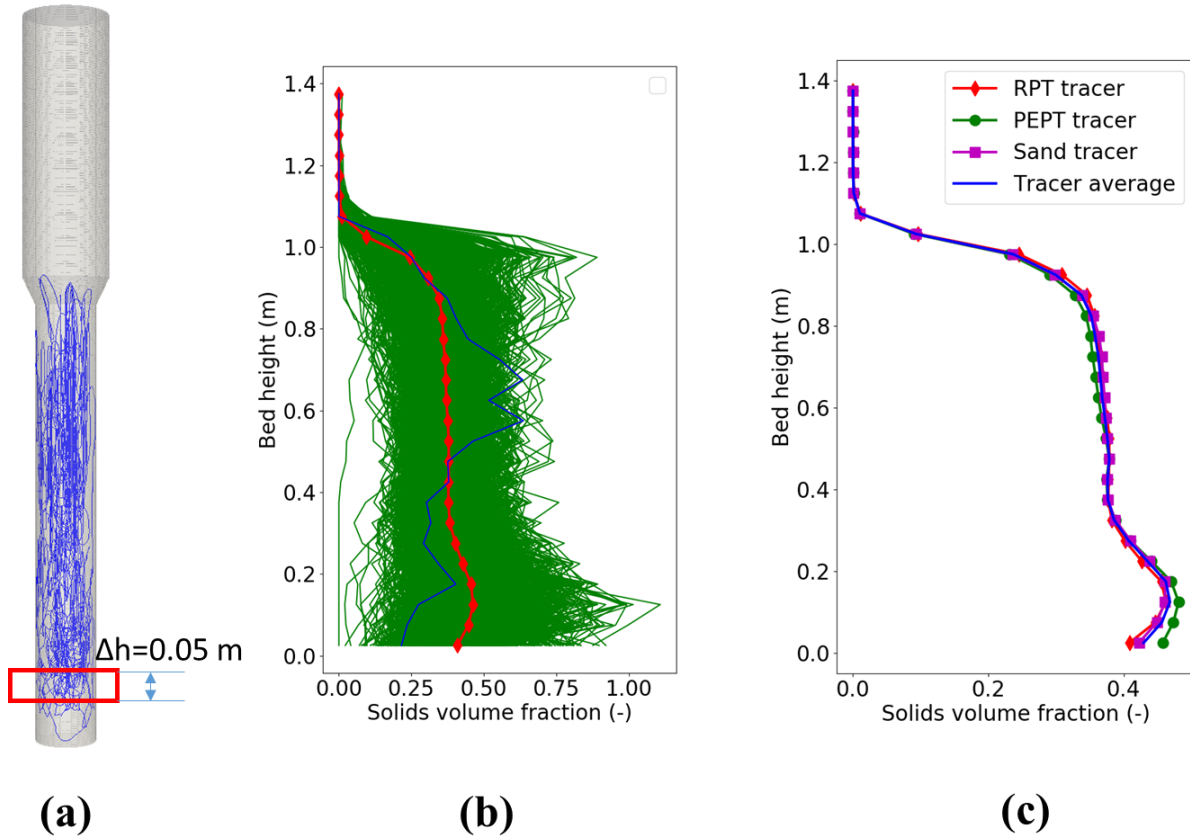 Δh=0.05 m
(a)
1.4
1.2
1.0
0.8
0.6
0.4
0.2
0.0
Bed height (m)
0.00 0.25 0.50 0.75 1.00
Solids volume fraction (-)
(b)
RPT tracer
PEPT tracer
Sand tracer
Tracer average
1.4
1.2
1.0
0.8
0.6
0.4
0.2
0.0
Bed height (m)
0.0 0.2 0.4
Solids volume fraction (-)
(c)